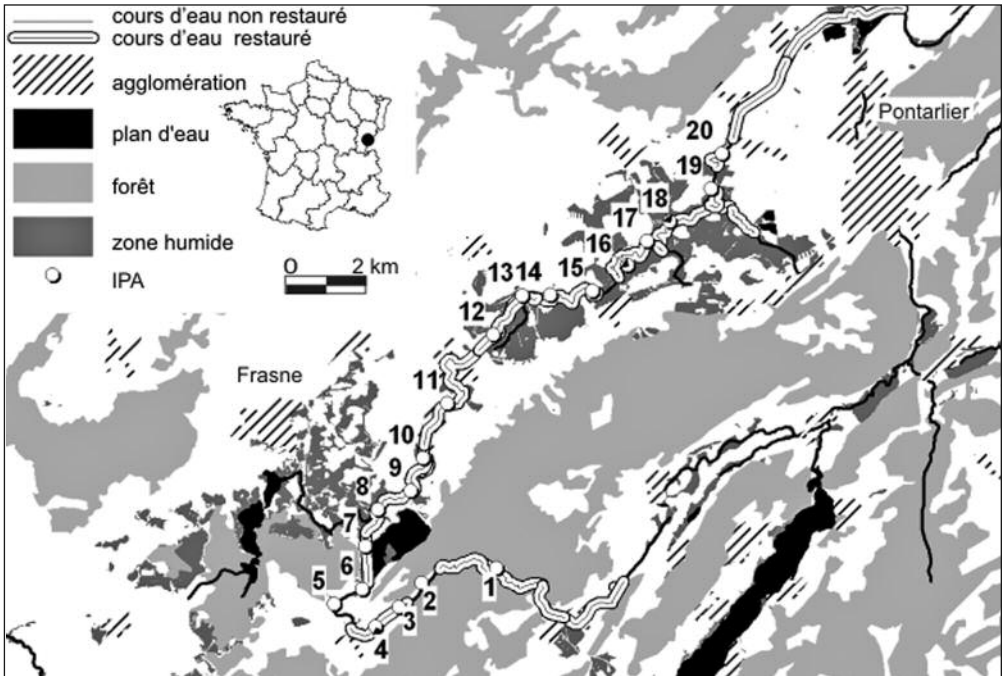 cours d'eau non restauré
cours d'eau restauré
agglomération
plan d'eau
forêt
zone humide
IPA
0 2 km
Pontarlier
20
19
18
17
16
15
13 14
12
11
Frasne
10
9
8
7
6
5
4
3
2
1